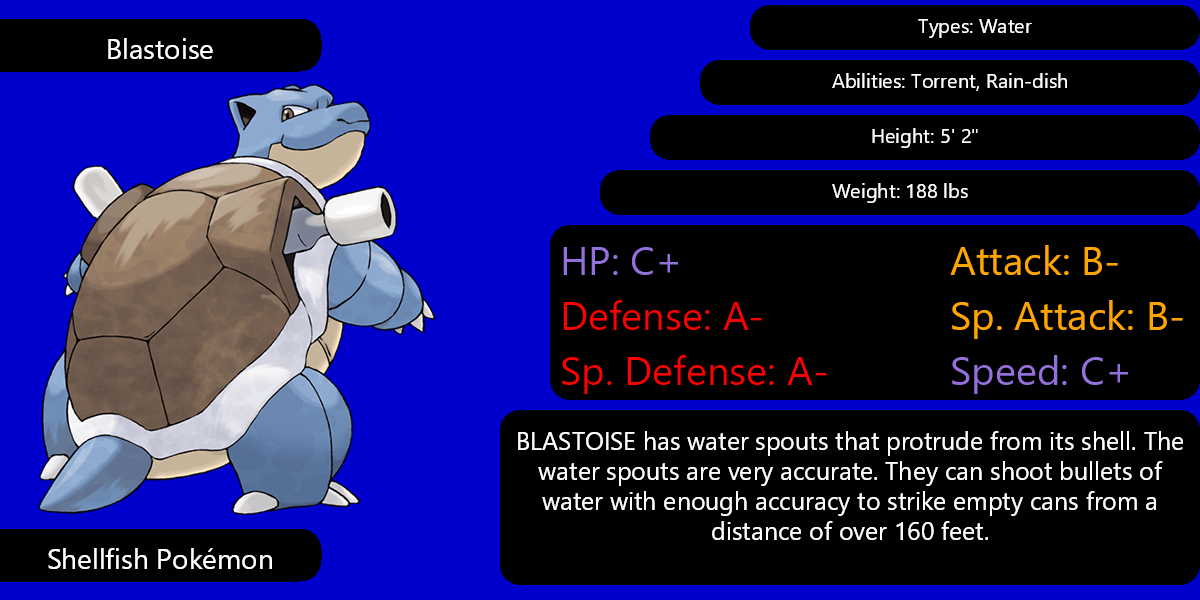 Blastoise
Types: Water
Abilities: Torrent, Rain-dish
Height: 5' 2"
Weight: 188 lbs
HP: C+
Attack: B-
Defense: A-
Sp. Attack: B-
Sp. Defense: A-
Speed: C+
BLASTOISE has water spouts that protrude from its shell. The
water spouts are very accurate. They can shoot bullets of
water with enough accuracy to strike empty cans from a
distance of over 160 feet.
Shellfish Pokémon